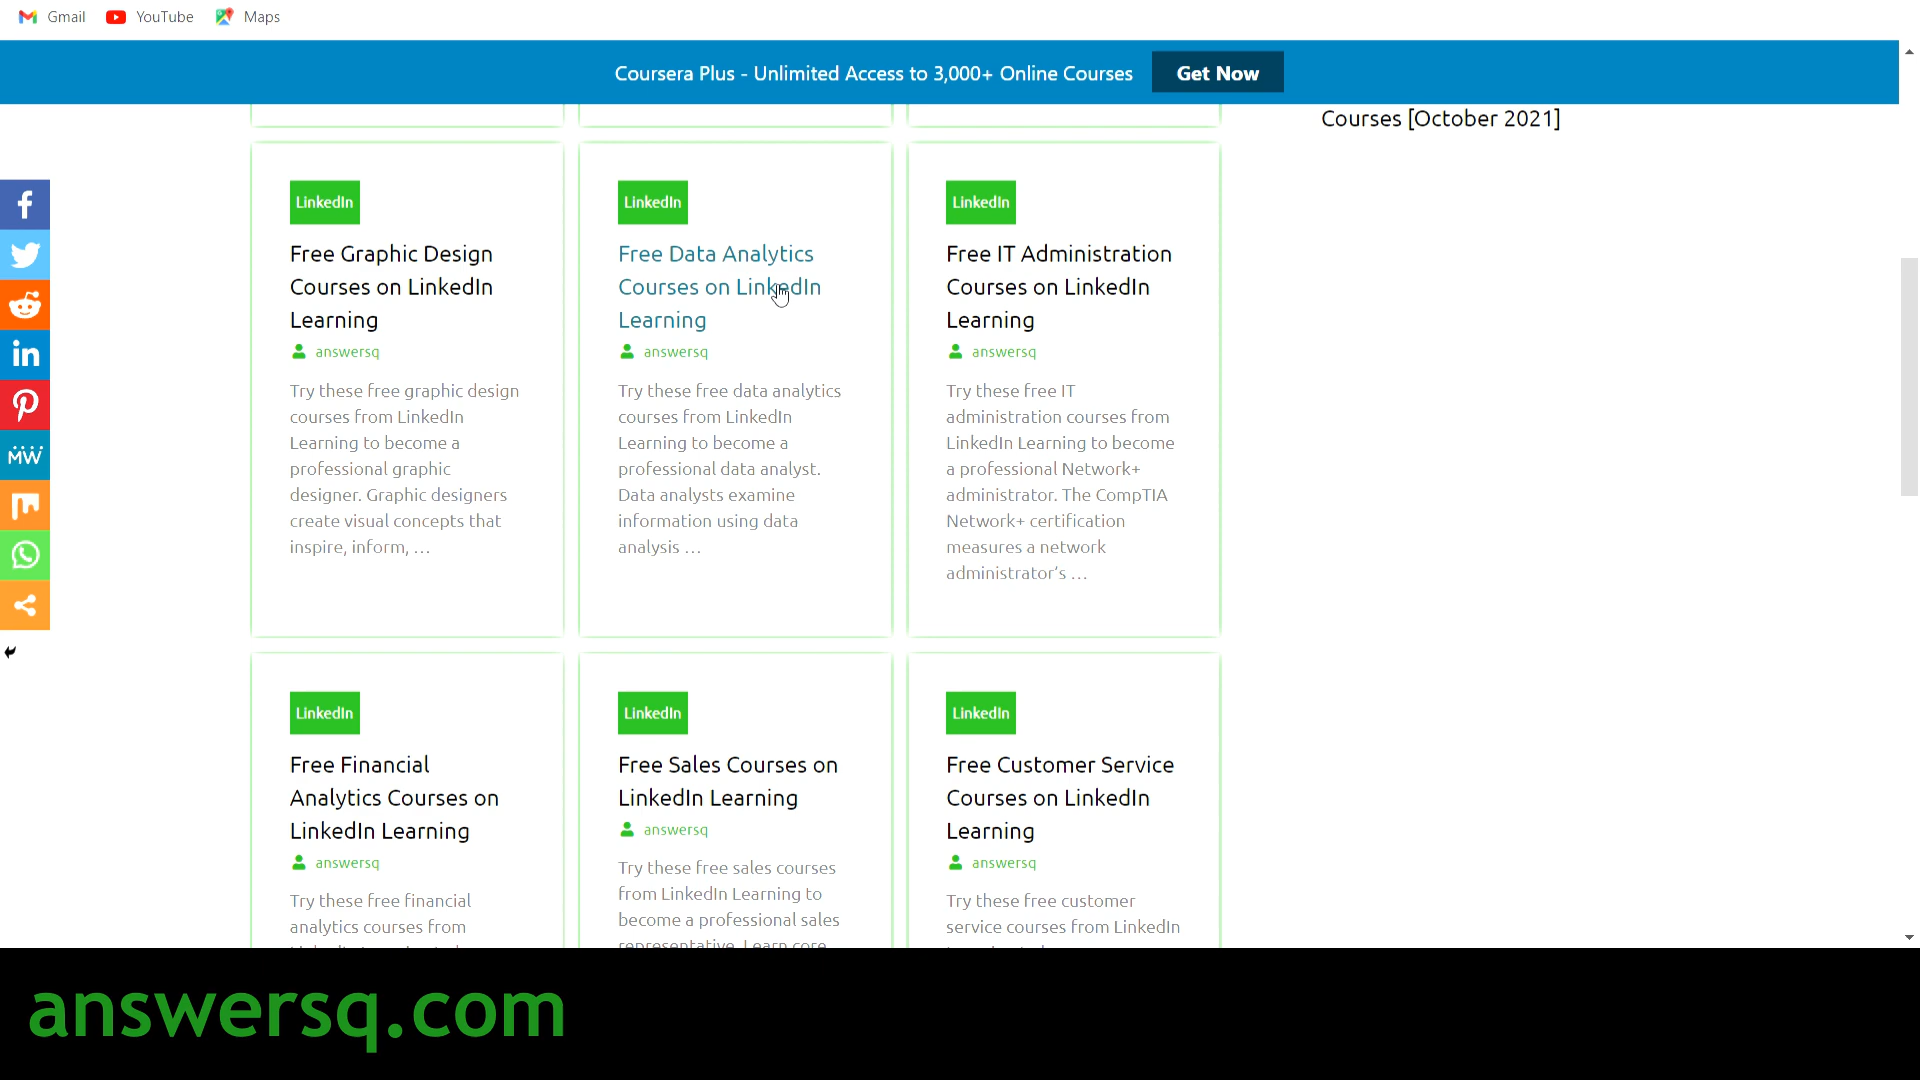 Gmail YouTube Maps
Coursera Plus - Unlimited Access to 3,000+ Online Courses Get Now
Courses [October 2021]
LinkedIn
Free Graphic Design
Courses on LinkedIn
Learning
answersq
Try these free graphic design
courses from LinkedIn
Learning to become a
professional graphic
designer. Graphic designers
create visual concepts that
inspire, inform, …
LinkedIn
Free Data Analytics
Courses on LinkedIn
Learning
answersq
Try these free data analytics
courses from LinkedIn
Learning to become a
professional data analyst.
Data analysts examine
information using data
analysis …
LinkedIn
Free IT Administration
Courses on LinkedIn
Learning
answersq
Try these free IT
administration courses from
LinkedIn Learning to become
a professional Network+
administrator. The CompTIA
Network+ certification
measures a network
administrator’s …
LinkedIn
Free Financial
Analytics Courses on
LinkedIn Learning
answersq
Try these free financial
analytics courses from
LinkedIn
Free Sales Courses on
LinkedIn Learning
answersq
Try these free sales courses
from LinkedIn Learning to
become a professional sales
representative. Learn core
LinkedIn
Free Customer Service
Courses on LinkedIn
Learning
answersq
Try these free customer
service courses from LinkedIn
in
MW
answersq.com